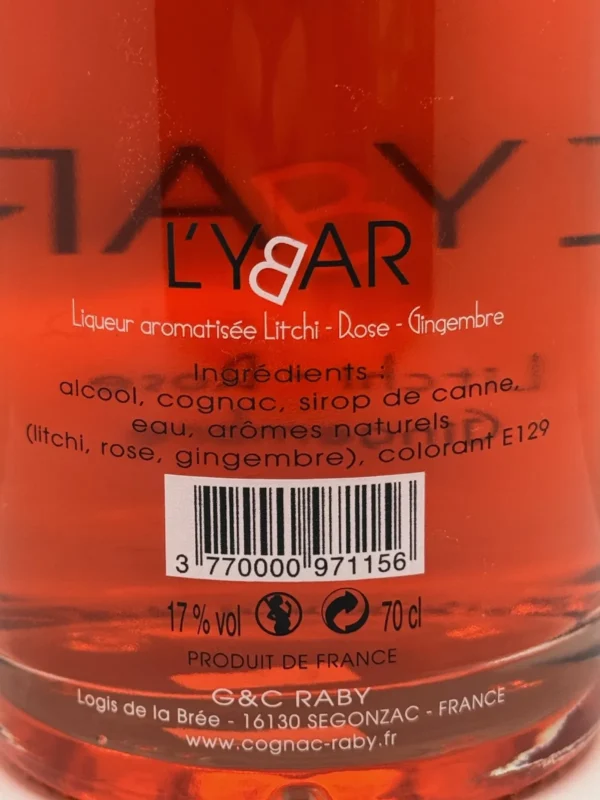 L'YBAR
Liqueur aromatisée Litchi - Rose - Gingembre
Ingrédients :
alcool, cognac, sirop de canne,
eau, arômes naturels
(litchi, rose, gingembre), colorant E129
3 770000 971156
17 % vol 70 cl
PRODUIT DE FRANCE
G&C RABY
Logis de la Brée - 16130 SEGONZAC - FRANCE
www.cognac-raby.fr